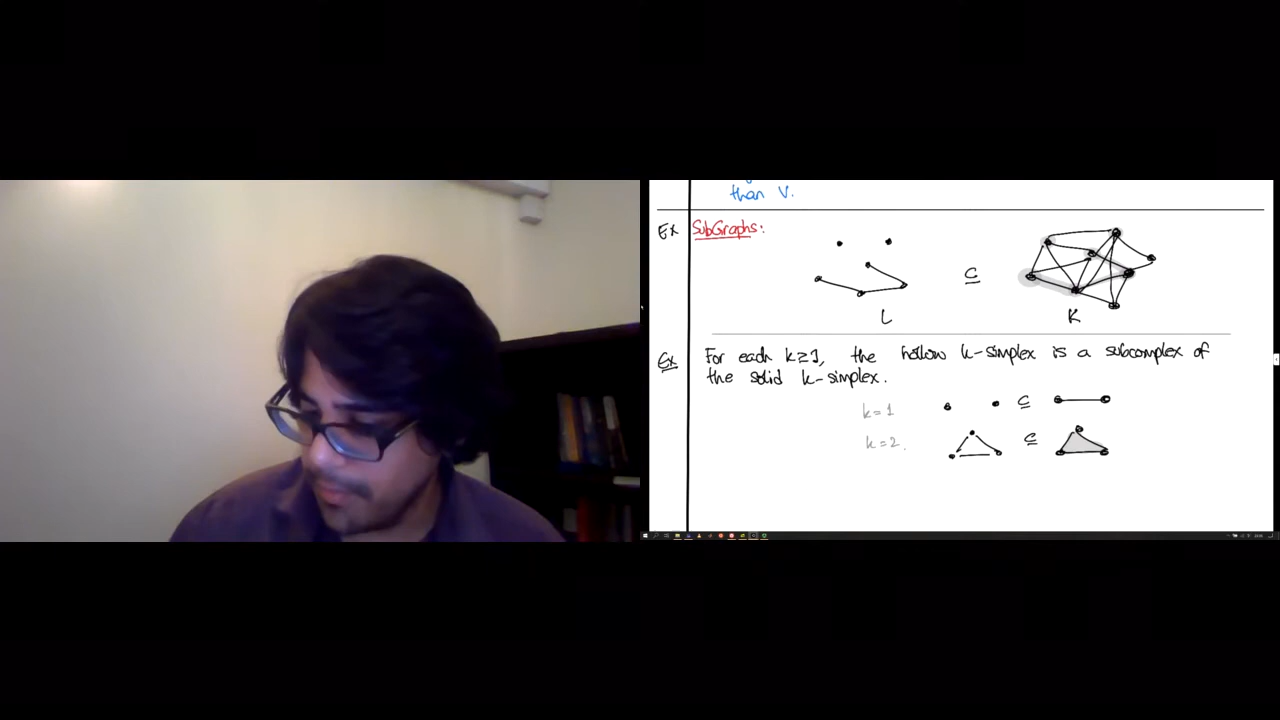 than V.
Ex SubGraphs:
⊆
L K
Ex For each k≥1, the hollow k-simplex is a subcomplex of
the solid k-simplex.
k=1 ⊆
k=2. ⊆